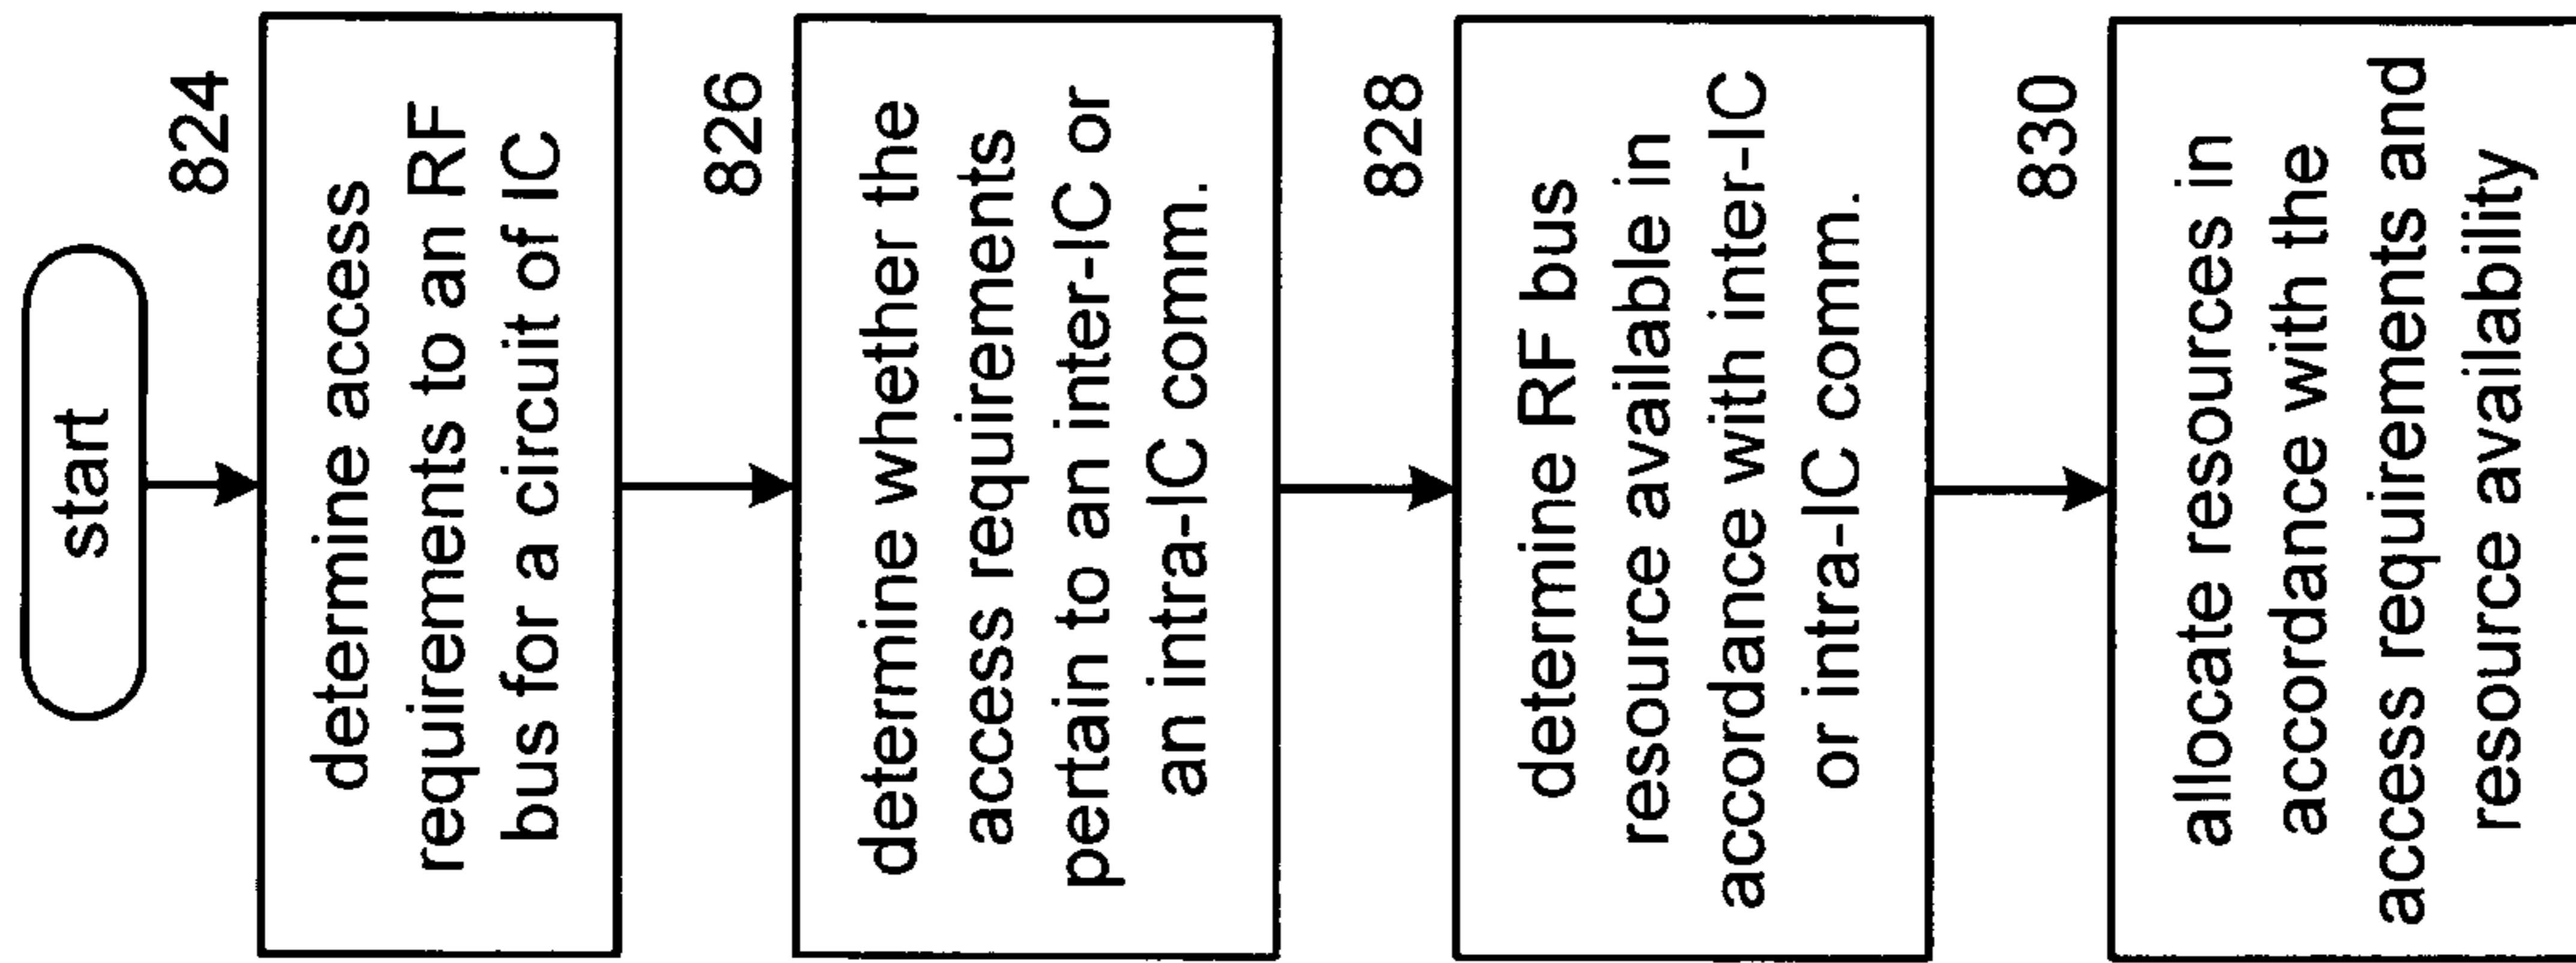 start
824
determine access
requirements to an RF
bus for a circuit of IC
826
determine whether the
access requirements
pertain to an inter-IC or
an intra-IC comm.
828
determine RF bus
resource available in
accordance with inter-IC
or intra-IC comm.
830
allocate resources in
accordance with the
access requirements and
resource availability